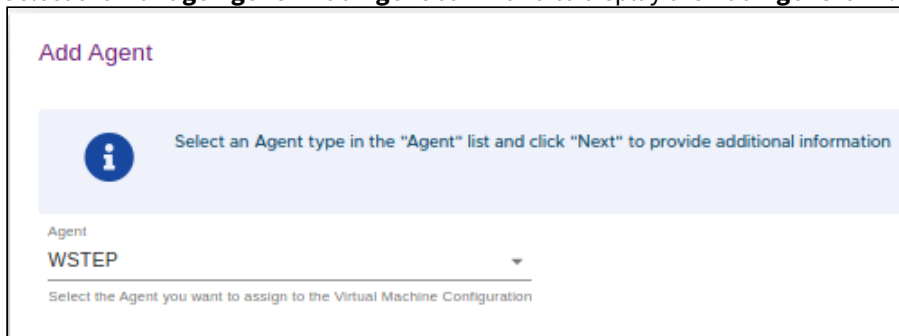 Add Agent
Select an Agent type in the "Agent" list and click "Next" to provide additional information
Agent
WSTEP
Select the Agent you want to assign to the Virtual Machine Configuration